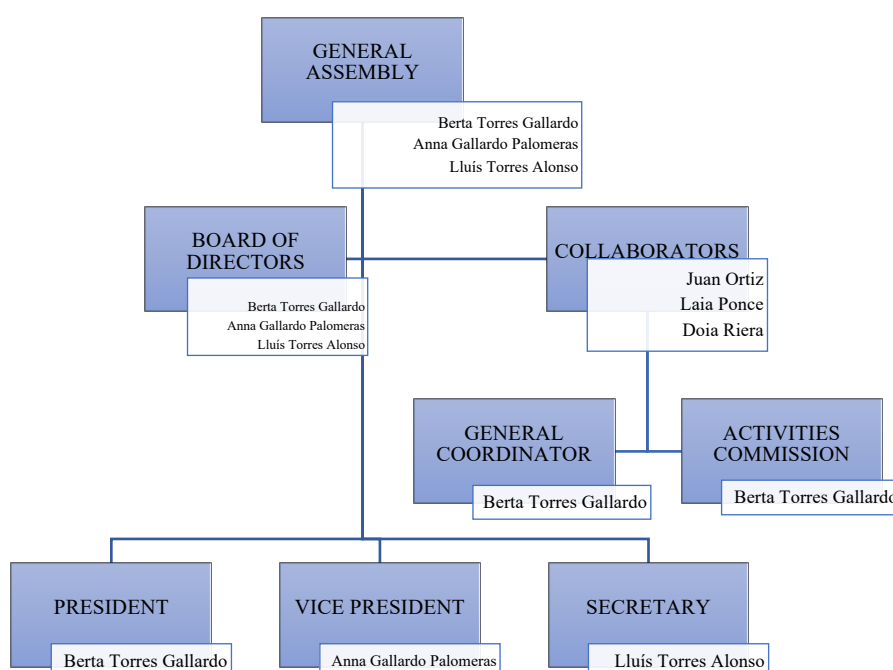 GENERAL
ASSEMBLY
Berta Torres Gallardo
Anna Gallardo Palomeras
Lluís Torres Alonso
BOARD OF
DIRECTORS
Berta Torres Gallardo
Anna Gallardo Palomeras
Lluís Torres Alonso
COLLABORATORS
Juan Ortiz
Laia Ponce
Doia Riera
GENERAL
COORDINATOR
Berta Torres Gallardo
ACTIVITIES
COMMISSION
Berta Torres Gallardo
PRESIDENT
Berta Torres Gallardo
VICE PRESIDENT
Anna Gallardo Palomeras
SECRETARY
Lluís Torres Alonso